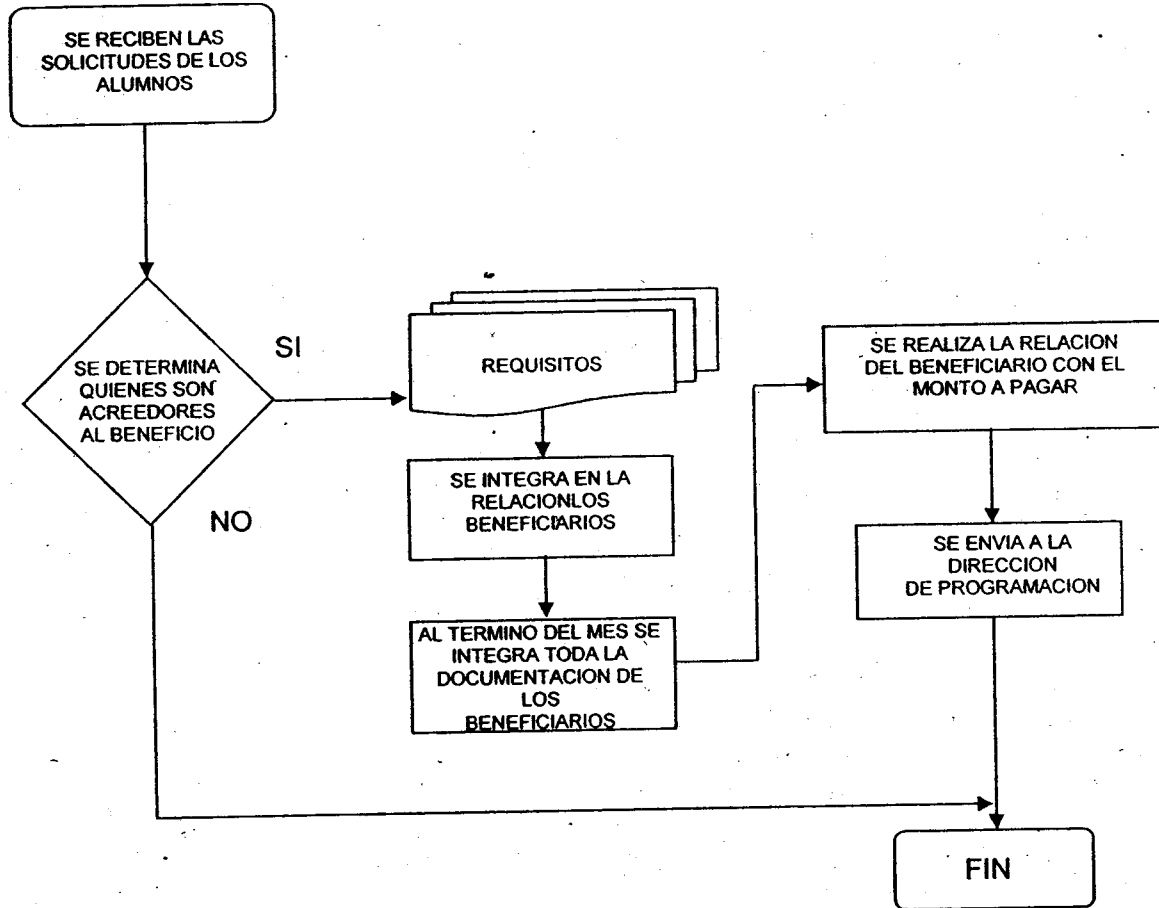 SE RECIBEN LAS
SOLICITUDES DE LOS
ALUMNOS
SE DETERMINA
QUIENES SON
ACREEDORES
AL BENEFICIO
SI
NO
REQUISITOS
SE INTEGRA EN LA
RELACIONLOS
BENEFICIARIOS
AL TERMINO DEL MES SE
INTEGRA TODA LA
DOCUMENTACION DE
LOS
BENEFICIARIOS
SE REALIZA LA RELACION
DEL BENEFICIARIO CON EL
MONTO A PAGAR
SE ENVIA A LA
DIRECCION
DE PROGRAMACION
FIN